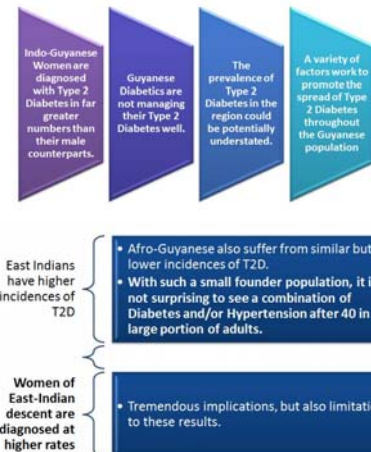 Indo-Guyanese
Women are
diagnosed
with Type 2
Diabetes in far
greater
numbers than
their male
counterparts.
Guyanese
Diabetics are
not managing
their Type 2
Diabetes well.
The
prevalence of
Type 2
Diabetes in the
region could
be potentially
understated.
A variety of
factors work to
promote the
spread of Type
2 Diabetes
throughout
the Guyanese
population
East Indians
have higher
incidences of
T2D
• Afro-Guyanese also suffer from similar but
lower incidences of T2D.
• With such a small founder population, it i
not surprising to see a combination of
Diabetes and/or Hypertension after 40 in
large portion of adults.
Women of
East-Indian
descent are
diagnosed at
higher rates
• Tremendous implications, but also limitati
to these results.